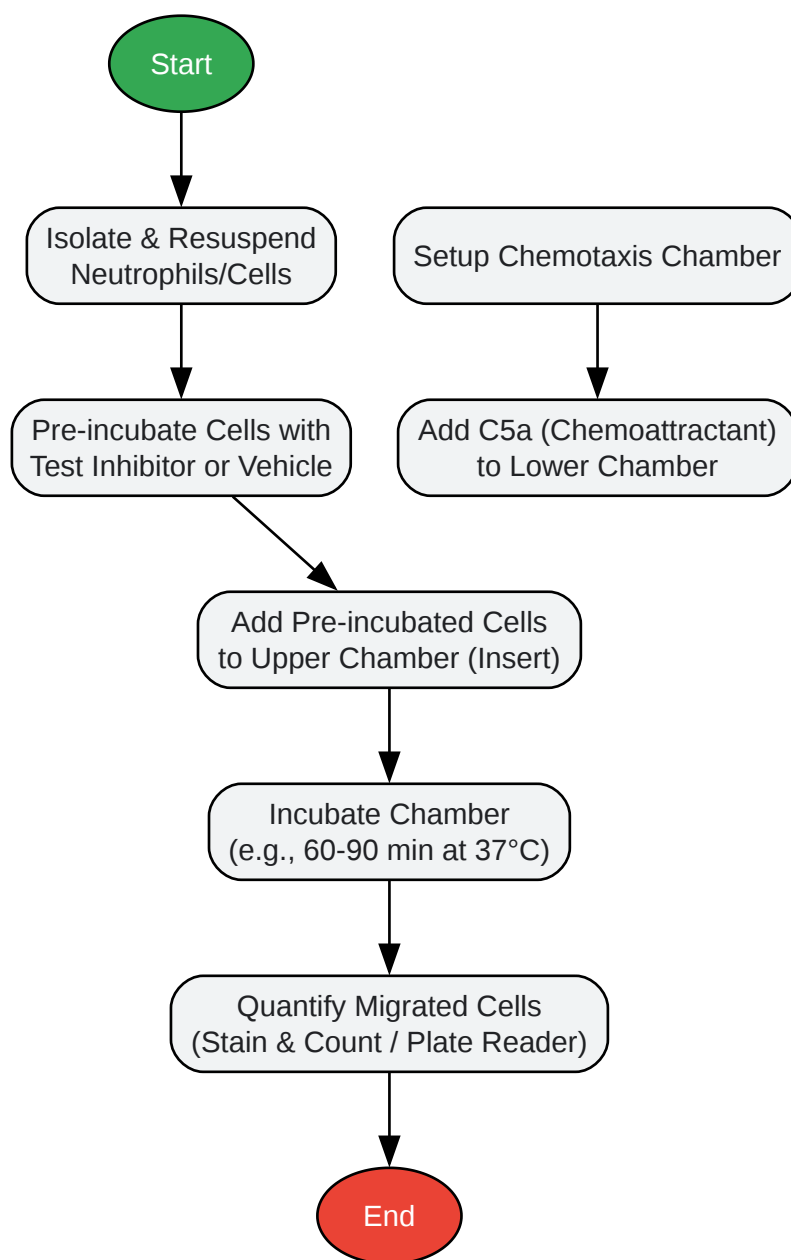 Start
Isolate & Resuspend
Neutrophils/Cells
Setup Chemotaxis Chamber
Pre-incubate Cells with
Test Inhibitor or Vehicle
Add C5a (Chemoattractant)
to Lower Chamber
Add Pre-incubated Cells
to Upper Chamber (Insert)
Incubate Chamber
(e.g., 60-90 min at 37°C)
Quantify Migrated Cells
(Stain & Count / Plate Reader)
End